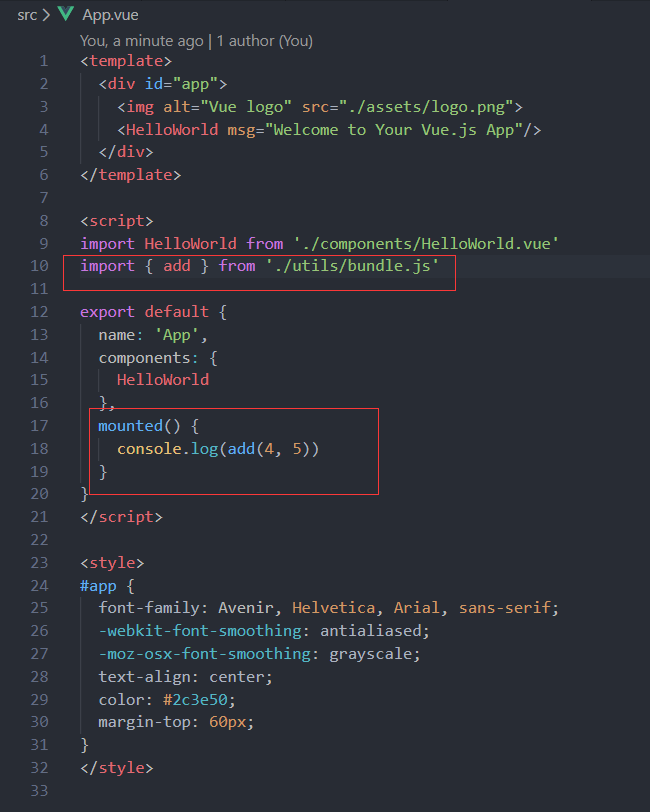 src > App.vue
You, a minute ago | 1 author (You)
1 <template>
2   <div id="app">
3     <img alt="Vue logo" src="./assets/logo.png">
4     <HelloWorld msg="Welcome to Your Vue.js App"/>
5   </div>
6 </template>
7
8 <script>
9 import HelloWorld from './components/HelloWorld.vue'
10 import { add } from './utils/bundle.js'
11
12 export default {
13   name: 'App',
14   components: {
15     HelloWorld
16   },
17   mounted() {
18     console.log(add(4, 5))
19   }
20 }
21 </script>
22
23 <style>
24 #app {
25   font-family: Avenir, Helvetica, Arial, sans-serif;
26   -webkit-font-smoothing: antialiased;
27   -moz-osx-font-smoothing: grayscale;
28   text-align: center;
29   color: #2c3e50;
30   margin-top: 60px;
31 }
32 </style>
33